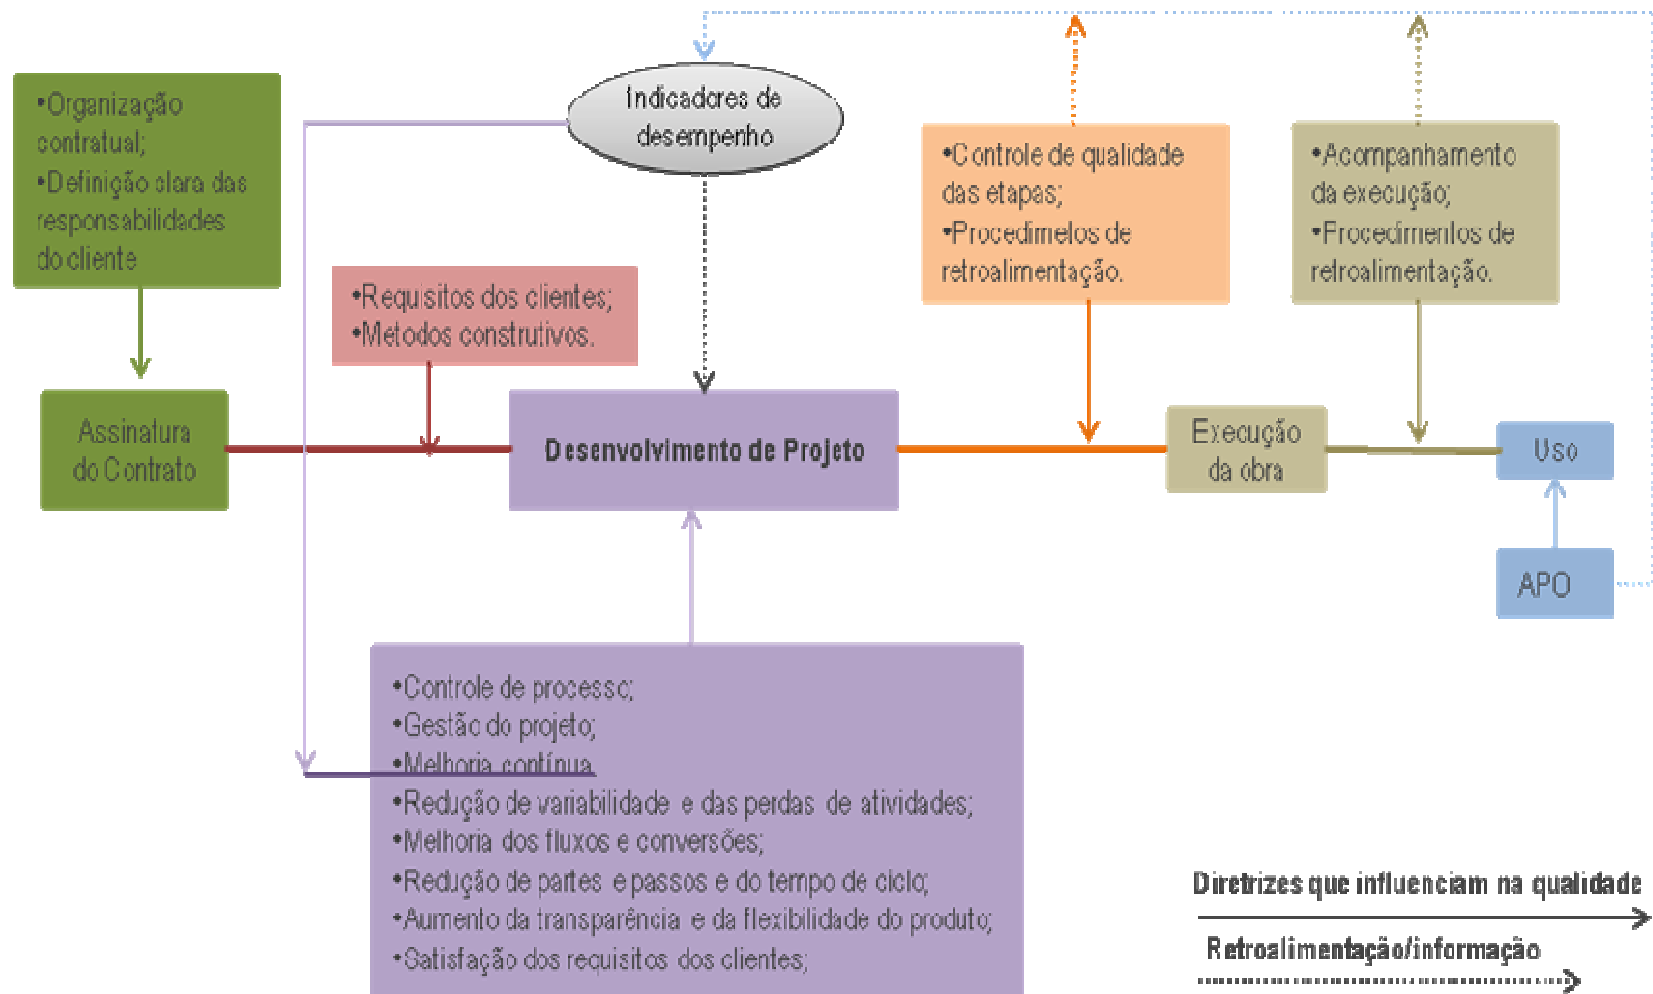 •Organização
contratual;
•Definição clara das
responsabilidades
do cliente
Indicadores de
desempenho
•Controle de qualidade
das etapas;
•Procedimelos de
retroalimentação.
•Acompanhamento
da execução;
•Procedimentos de
retroalimentação.
•Requisitos dos clientes;
•Metodos construtivos.
Assinatura
do Contrato
Desenvolvimento de Projeto
Execução
da obra
Uso
APO
•Controle de processo;
•Gestão do projeto;
•Melhoria contínua
•Redução de variabilidade e das perdas de atividades;
•Melhoria dos fluxos e conversões;
•Redução de partes e passos e do tempo de ciclo;
•Aumento da transparência e da flexibilidade do produto;
•Satisfação dos requisitos dos clientes;
Diretrizes que influenciam na qualidade
Retroalimentação/informação